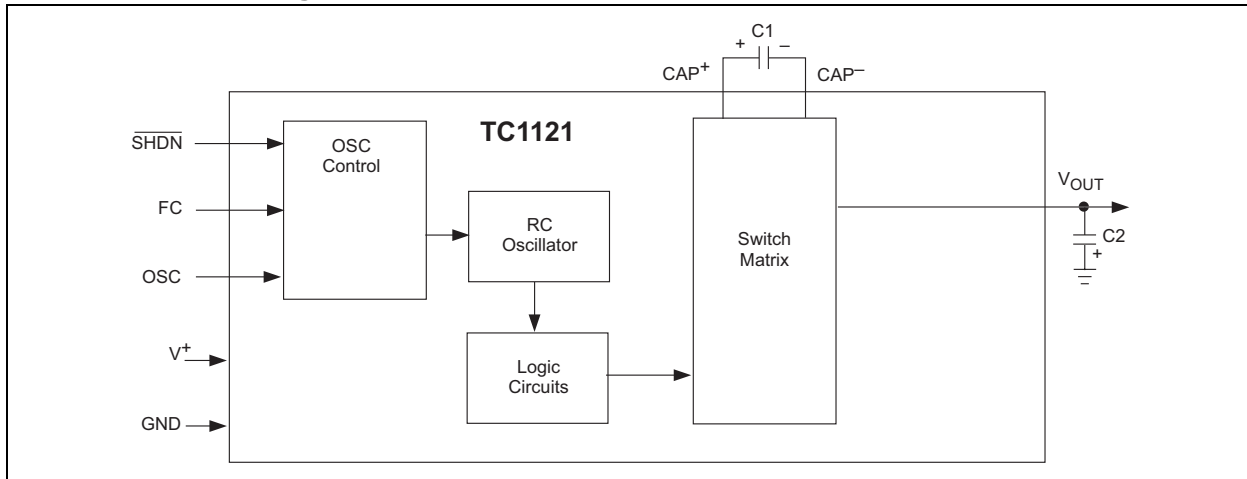 C1
+ –
CAP+ CAP–
TC1121
SHDN
OSC
Control
FC
OSC
RC
Oscillator
Switch
Matrix
VOUT
C2
+
V+
Logic
Circuits
GND